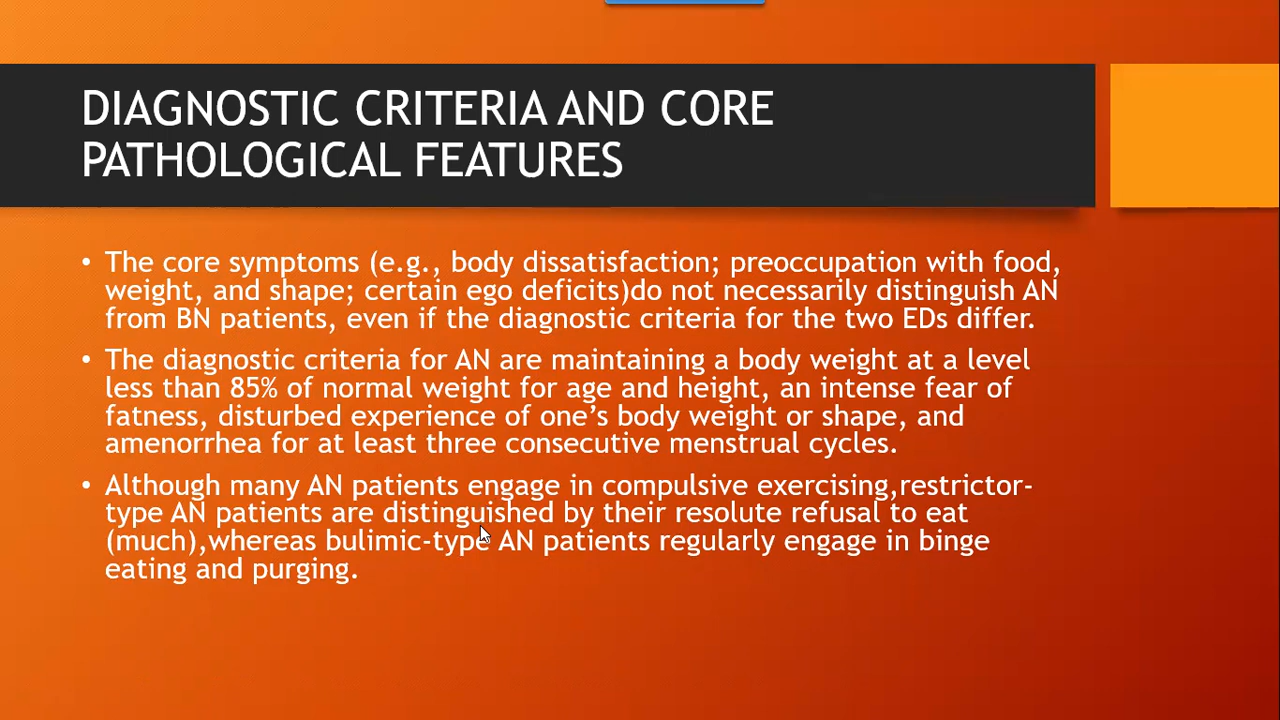 DIAGNOSTIC CRITERIA AND CORE
PATHOLOGICAL FEATURES
• The core symptoms (e.g., body dissatisfaction; preoccupation with food,
weight, and shape; certain ego deficits)do not necessarily distinguish AN
from BN patients, even if the diagnostic criteria for the two EDs differ.
• The diagnostic criteria for AN are maintaining a body weight at a level
less than 85% of normal weight for age and height, an intense fear of
fatness, disturbed experience of one’s body weight or shape, and
amenorrhea for at least three consecutive menstrual cycles.
• Although many AN patients engage in compulsive exercising,restrictor-
type AN patients are distinguished by their resolute refusal to eat
(much),whereas bulimic-type AN patients regularly engage in binge
eating and purging.